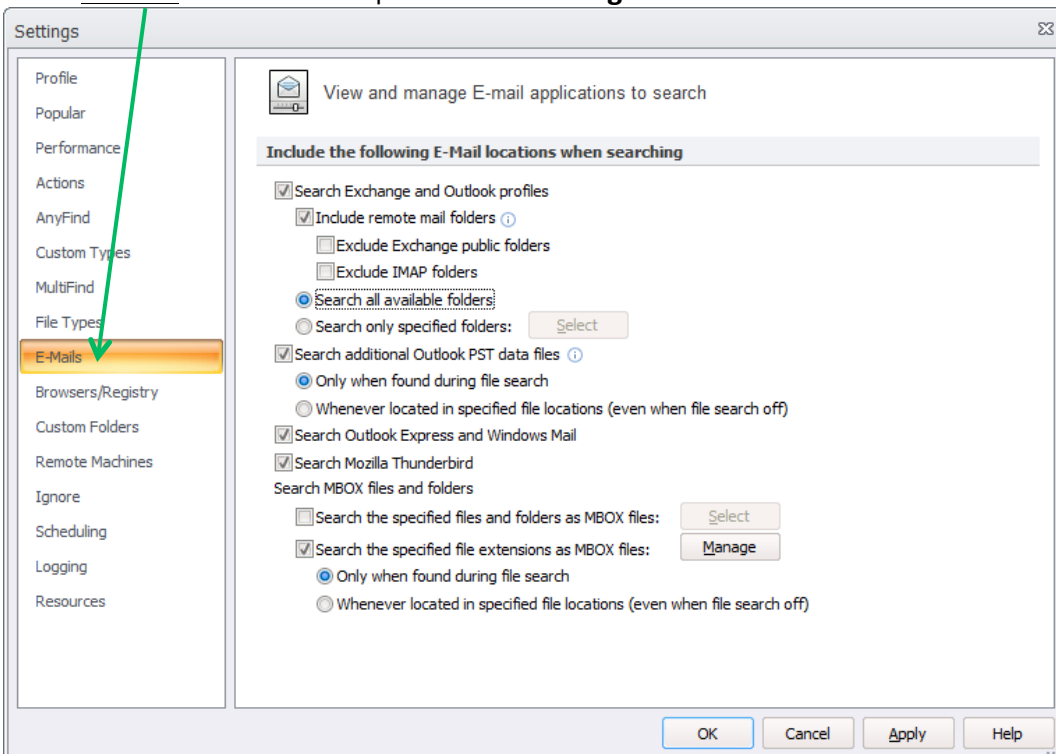 Settings
Profile
Popular
Performance
Actions
AnyFind
Custom Types
MultiFind
File Types
E-Mails
Browsers/Registry
Custom Folders
Remote Machines
Ignore
Scheduling
Logging
Resources
View and manage E-mail applications to search
Include the following E-Mail locations when searching
Search Exchange and Outlook profiles
Include remote mail folders
Exclude Exchange public folders
Exclude IMAP folders
Search all available folders
Search only specified folders: Select
Search additional Outlook PST data files
Only when found during file search
Whenever located in specified file locations (even when file search off)
Search Outlook Express and Windows Mail
Search Mozilla Thunderbird
Search MBOX files and folders
Search the specified files and folders as MBOX files: Select
Search the specified file extensions as MBOX files: Manage
Only when found during file search
Whenever located in specified file locations (even when file search off)
OK Cancel Apply Help